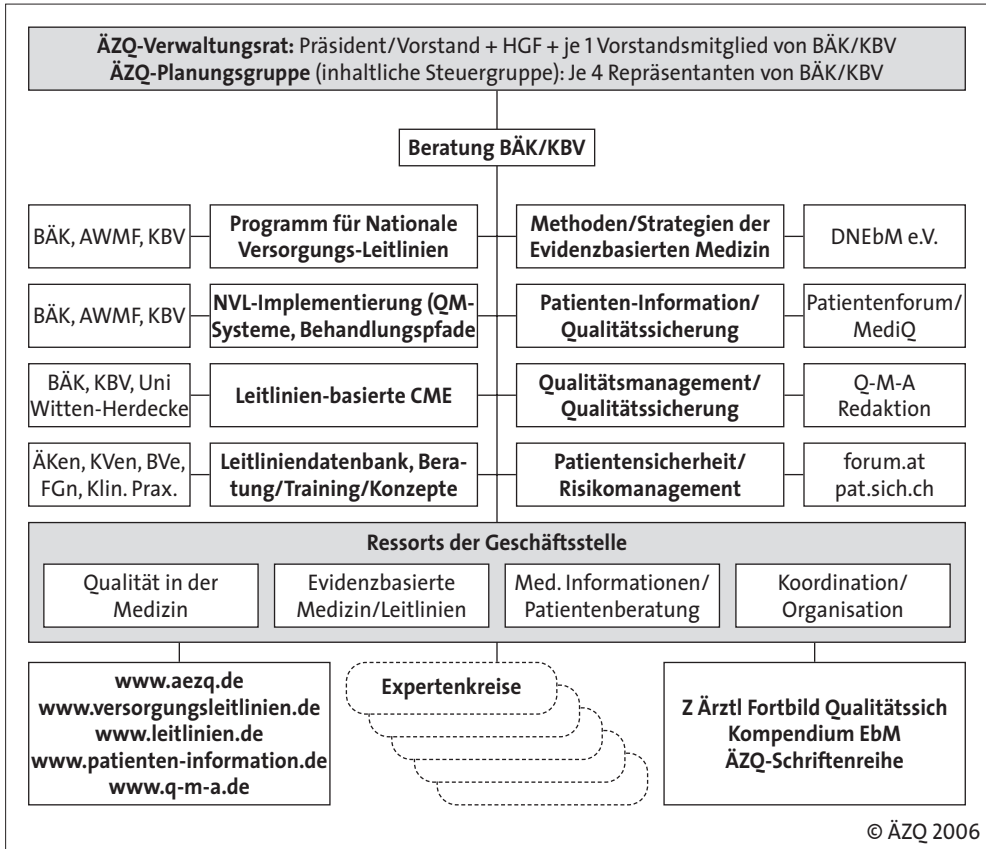 ÄZQ-Verwaltungsrat: Präsident/Vorstand + HGF + je 1 Vorstandsmitglied von BÄK/KBV
ÄZQ-Planungsgruppe (inhaltliche Steuergruppe): Je 4 Repräsentanten von BÄK/KBV
Beratung BÄK/KBV
BÄK, AWMF, KBV
Programm für Nationale
Versorgungs-Leitlinien
Methoden/Strategien der
Evidenzbasierten Medizin
DNEbM e.V.
BÄK, AWMF, KBV
NVL-Implementierung (QM-
Systeme, Behandlungspfade
Patienten-Information/
Qualitätssicherung
Patientenforum/
MediQ
BÄK, KBV, Uni
Witten-Herdecke
Leitlinien-basierte CME
Qualitätsmanagement/
Qualitätssicherung
Q-M-A
Redaktion
ÄKen, KVen, BVe,
FGn, Klin. Prax.
Leitliniendatenbank, Bera-
tung/Training/Konzepte
Patientensicherheit/
Risikomanagement
forum.at
pat.sich.ch
Ressorts der Geschäftsstelle
Qualität in der
Medizin
Evidenzbasierte
Medizin/Leitlinien
Med. Informationen/
Patientenberatung
Koordination/
Organisation
www.aezq.de
www.versorgungsleitlinien.de
www.leitlinien.de
www.patienten-information.de
www.q-m-a.de
Expertenkreise
Z Ärztl Fortbild Qualitätssich
Kompendium EbM
ÄZQ-Schriftenreihe
© ÄZQ 2006